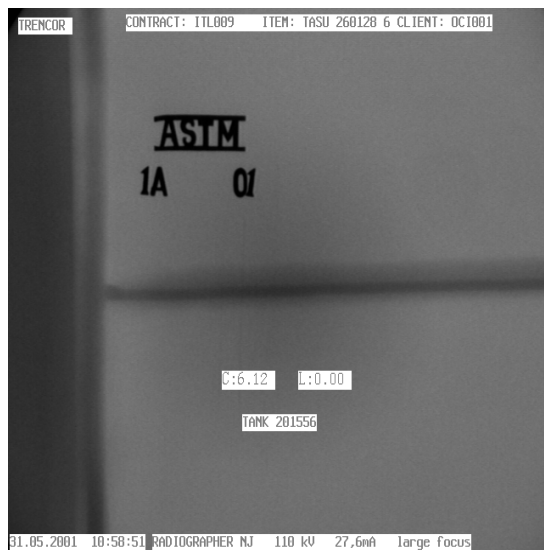 TRENCOR
CONTRACT: ITL009 ITEM: TASU 260128 6 CLIENT: OCI001
ASTM
1A 01
C:6.12 L:0.00
TANK 201556
31.05.2001 10:58:51 RADIOGRAPHER NJ 110 kV 27,6mA large focus